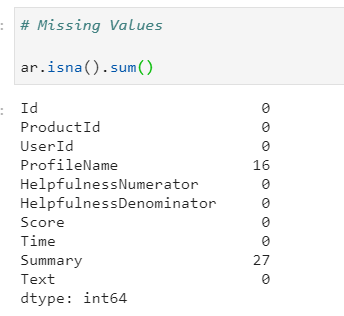 :
# Missing Values
ar.isna().sum()
:
Id 0
ProductId 0
UserId 0
ProfileName 16
HelpfulnessNumerator 0
HelpfulnessDenominator 0
Score 0
Time 0
Summary 27
Text 0
dtype: int64